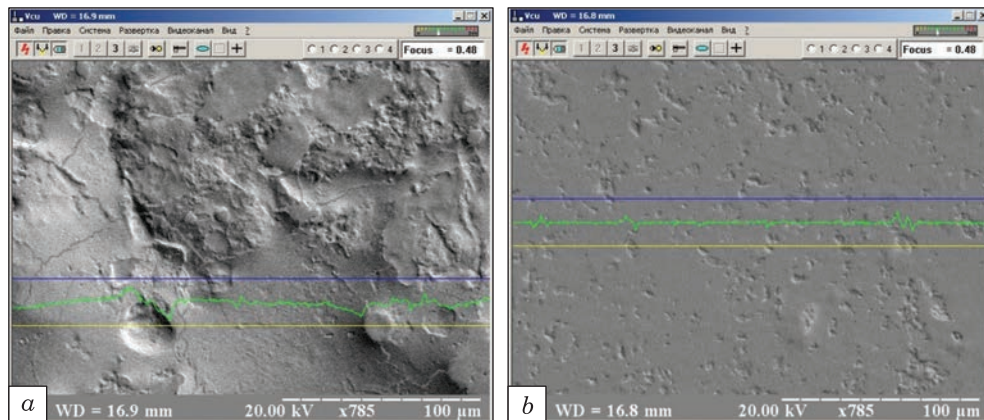 Vcu WD = 16.9 mm
Файл Правка Система Развертка Видеоканал Вид ?
1 2 3 1 2 3 4 Focus = 0.48
a WD = 16.9 mm 20.00 kV x785 100 µm
Vcu WD = 16.8 mm
Файл Правка Система Развертка Видеоканал Вид ?
1 2 3 1 2 3 4 Focus = 0.48
b WD = 16.8 mm 20.00 kV x785 100 µm